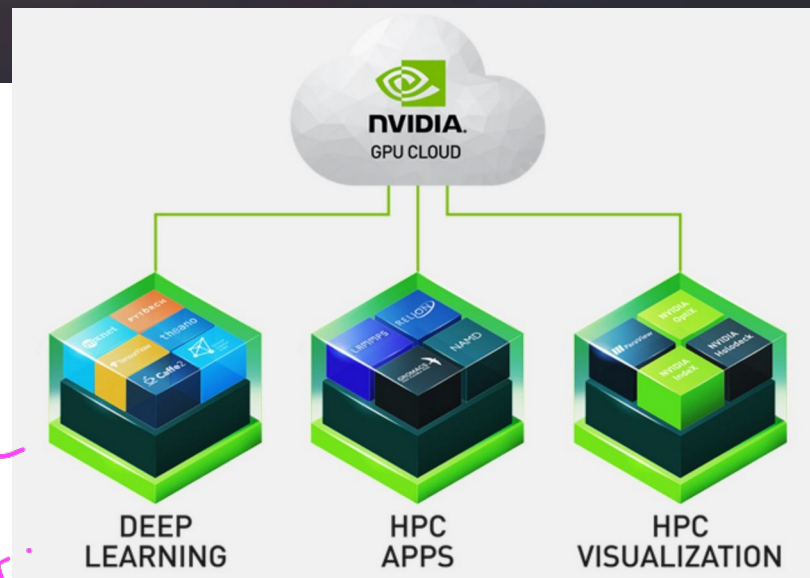 NVIDIA.
GPU CLOUD
PYTORCH
mxnet
theano
TensorFlow
Caffe2
RELION
LAMMPS
NAMD
GROMACS
NVIDIA
OptiX
ParaView
NVIDIA
Holodeck
NVIDIA
IndeX
DEEP
LEARNING
HPC
APPS
HPC
VISUALIZATION